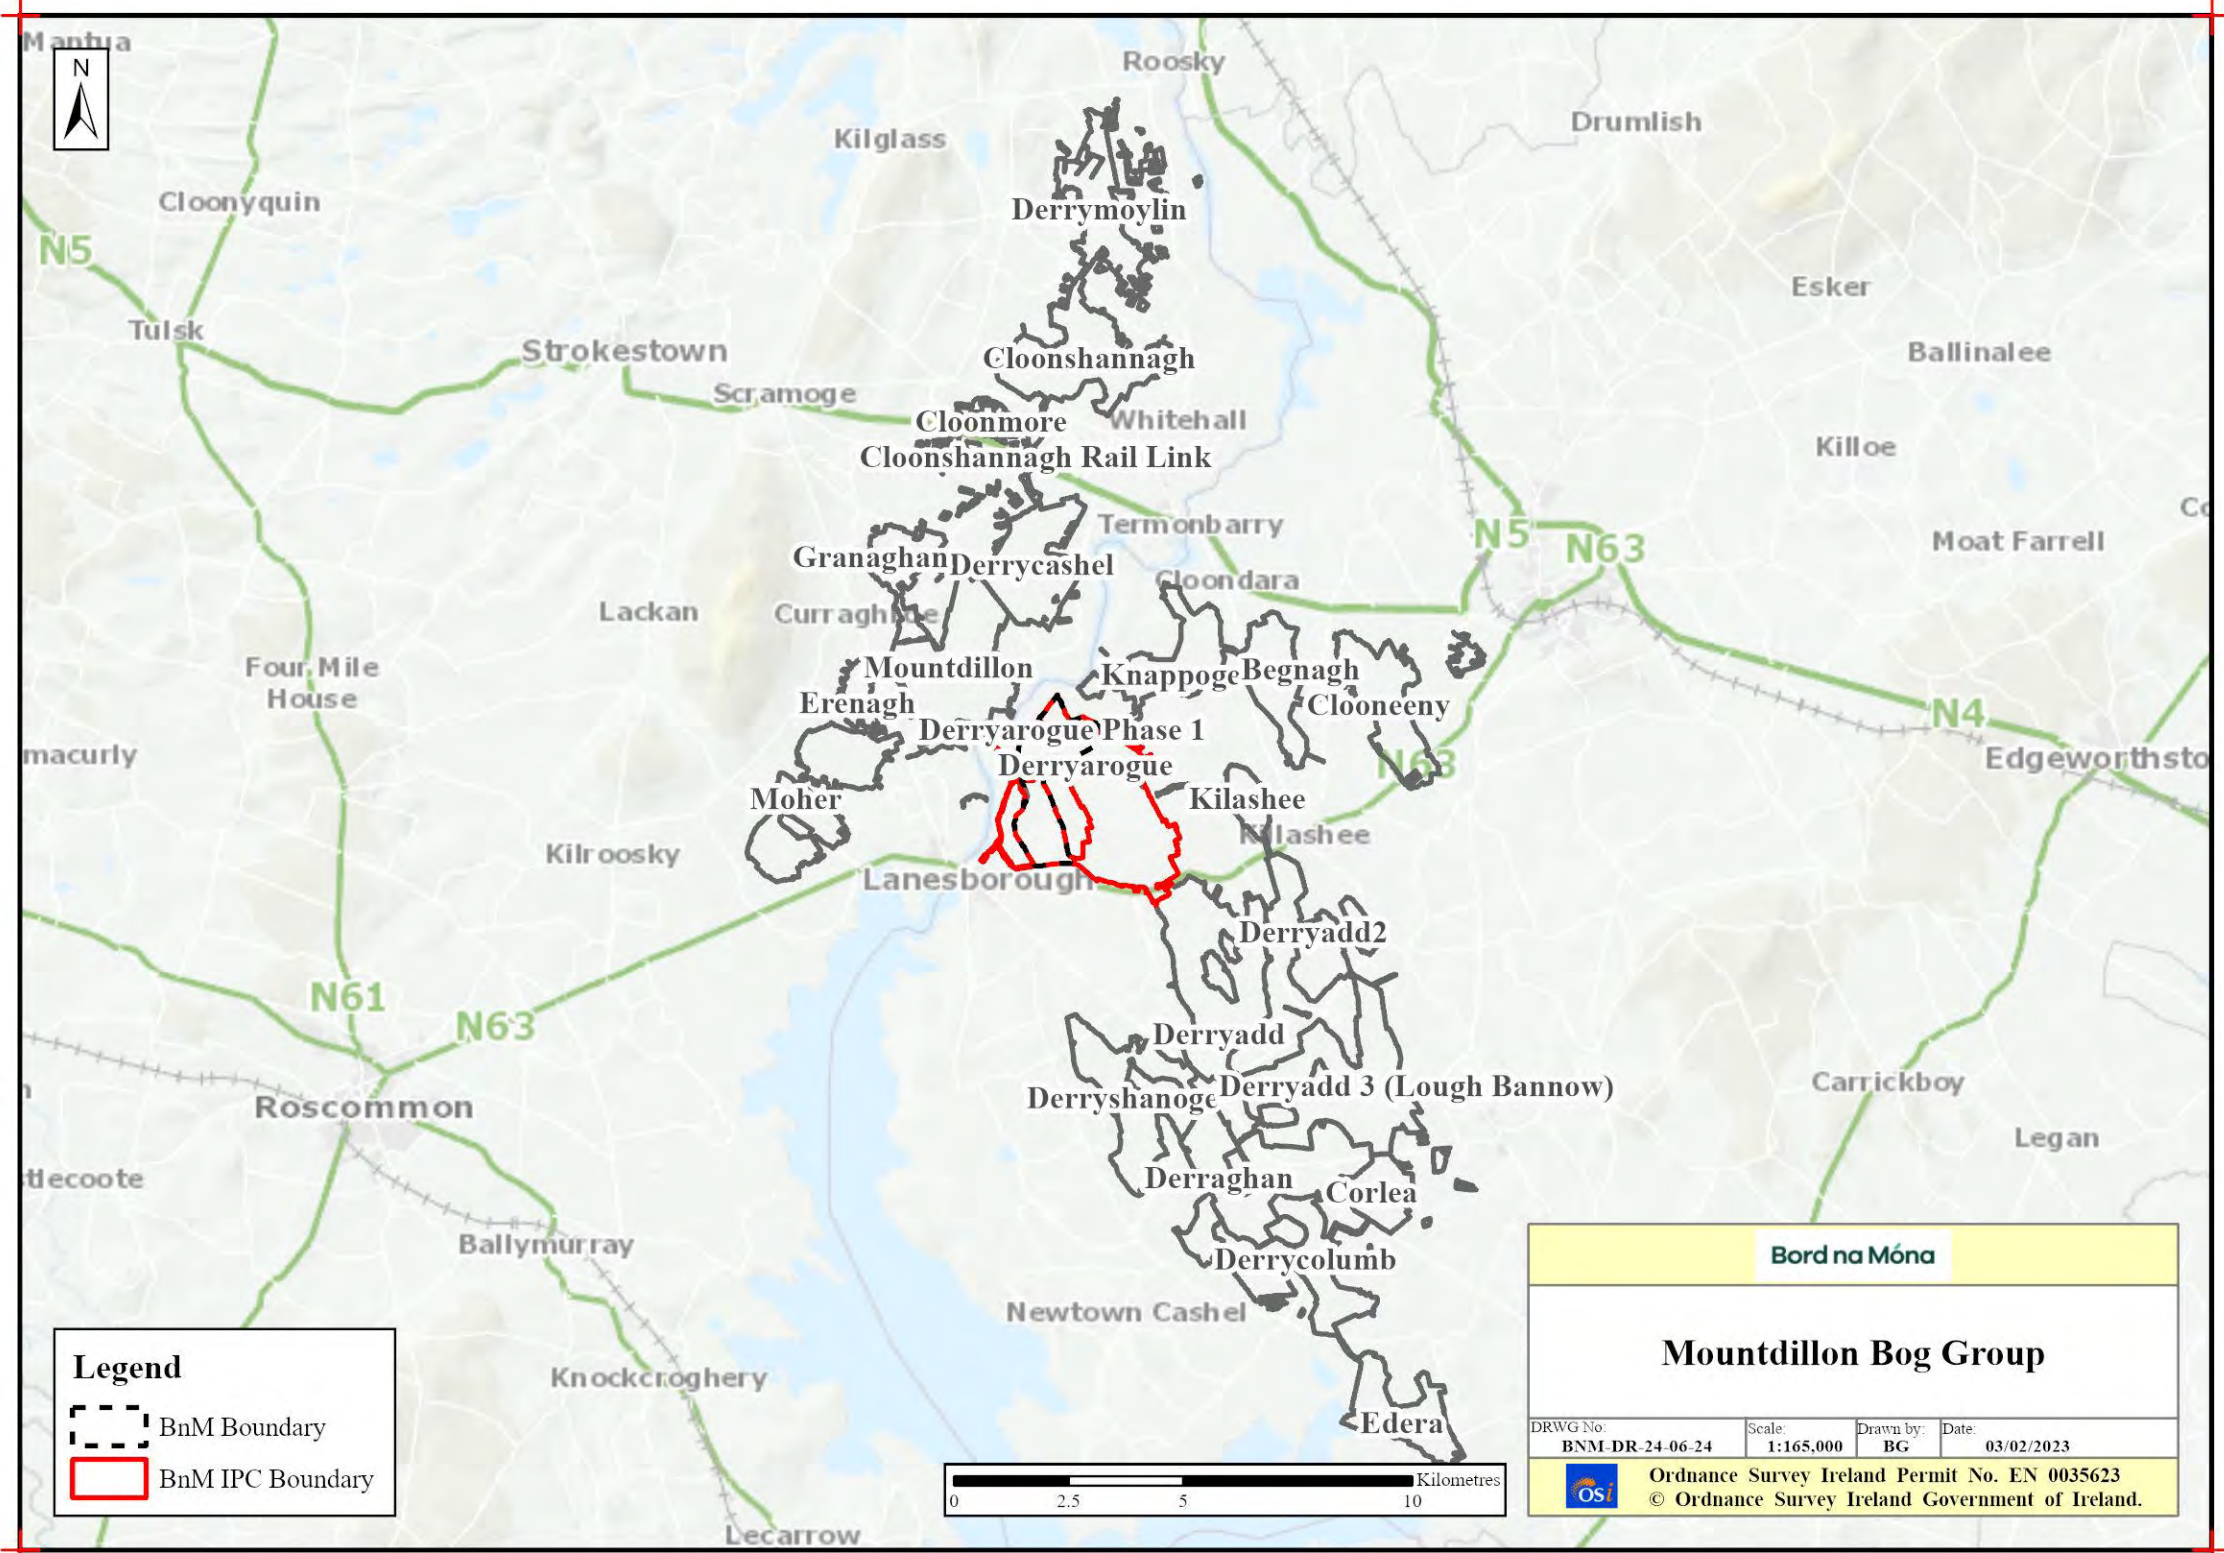 Mantua
N
Roosky
Drumlish
Kilglass
Cloonyquin
Derrymoylin
N5
Esker
Tulsk
Strokestown
Cloonshannagh
Ballinalee
Scramoge
Cloonmore
Whitehall
Killoe
Cloonshannagh Rail Link
Termonbarry
N5
N63
Moat Farrell
Granaghan
Derrycashel
Cloondara
Lackan
Four Mile
House
Mountdillon
Knappoge
Begnagh
Erenagh
Clooneeny
N4
Derryarogue Phase 1
macurly
Derryarogue
N63
Edgeworthsto
Moher
Kilashee
Killashee
Kilroosky
Lanesborough
Derryadd2
N61
N63
Derryadd
Carrickboy
Derryshanoge
Derryadd 3 (Lough Bannow)
Roscommon
Legan
tlecoote
Derraghan
Corlea
Ballymurray
Derrycolumb
Newtown Cashel
Knockcroghery
Edera
Lecarrow
Legend
BnM Boundary
BnM IPC Boundary
Kilometres
0 2.5 5 10
Bord na Móna
Mountdillon Bog Group
DRWG No: Scale: Drawn by: Date:
BNM-DR-24-06-24 1:165,000 BG 03/02/2023
OSi
Ordnance Survey Ireland Permit No. EN 0035623
© Ordnance Survey Ireland Government of Ireland.